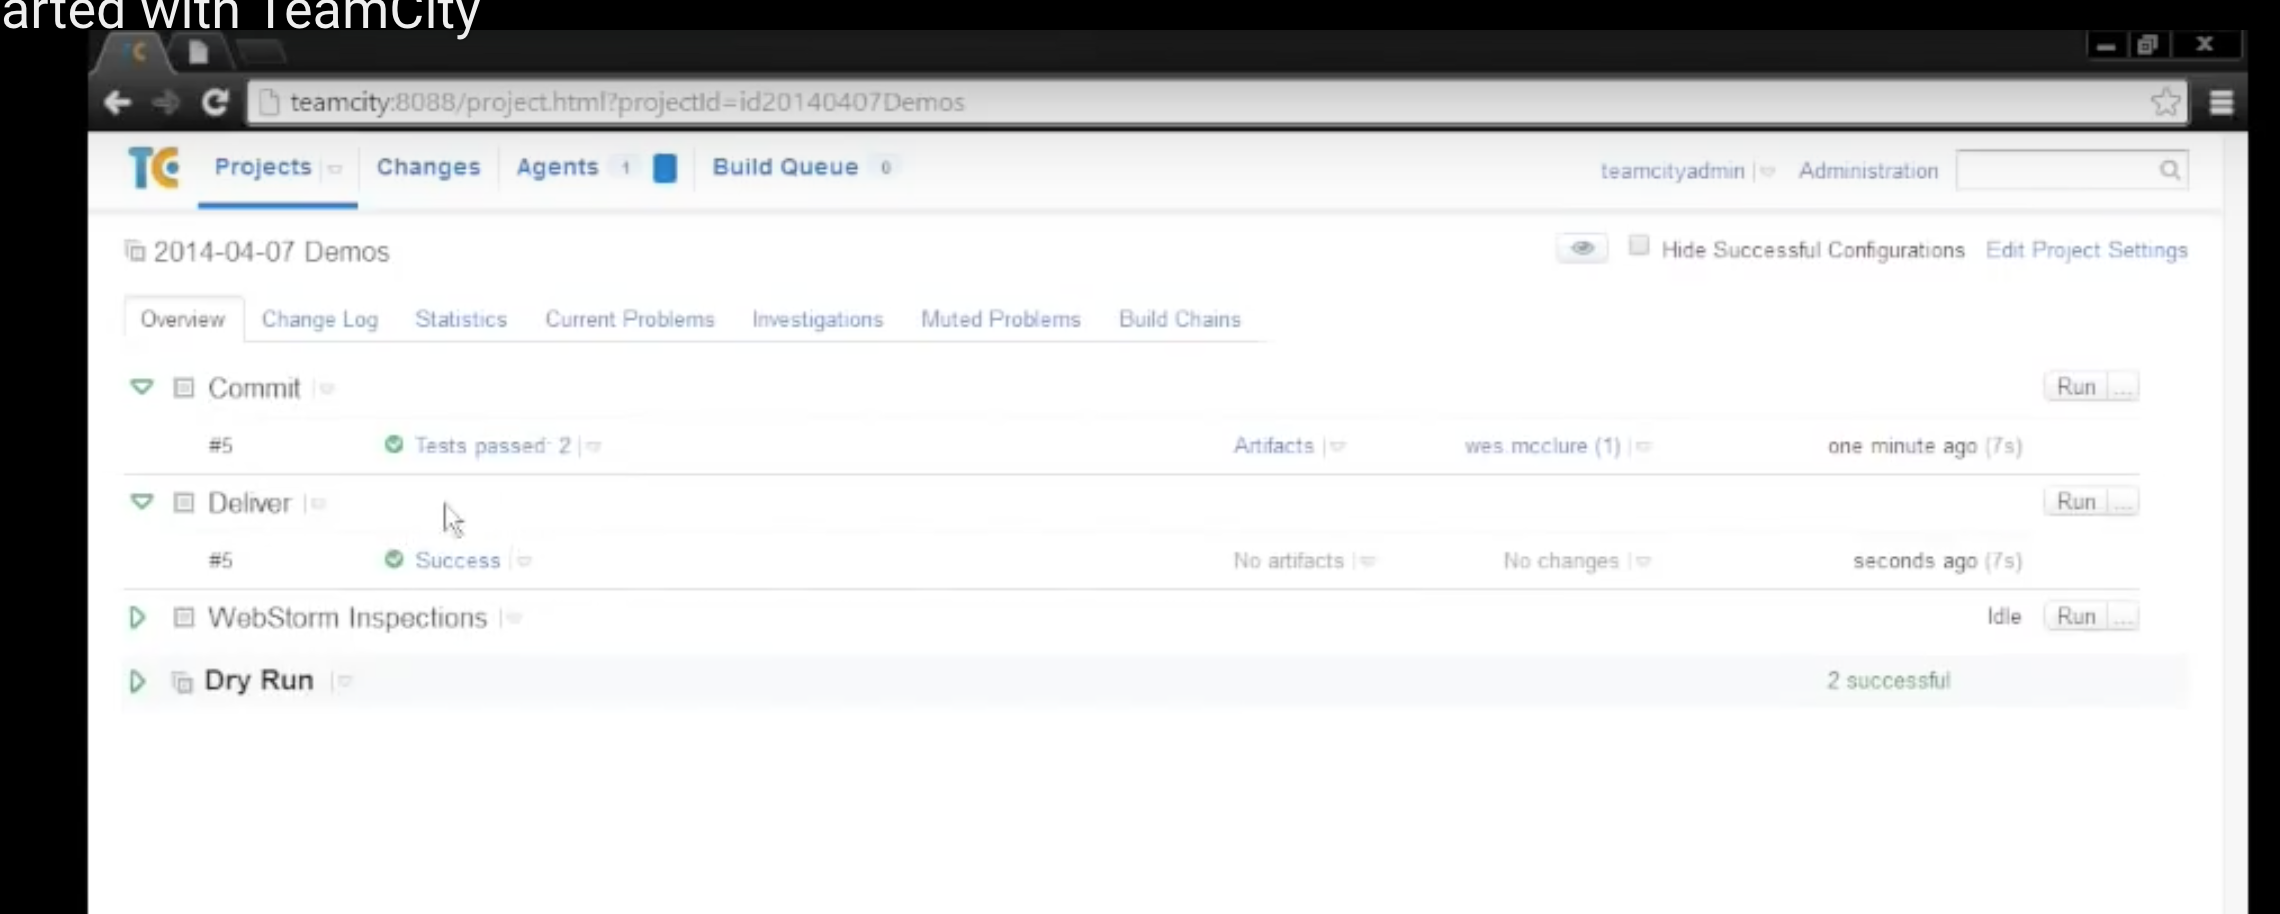 arted with TeamCity
teamcity:8088/project.html?projectId=id20140407Demos
TC Projects Changes Agents 1 Build Queue 0 teamcityadmin Administration
2014-04-07 Demos Hide Successful Configurations Edit Project Settings
Overview Change Log Statistics Current Problems Investigations Muted Problems Build Chains
Commit Run ...
#5 Tests passed: 2 Artifacts wes.mcclure (1) one minute ago (7s)
Deliver Run ...
#5 Success No artifacts No changes seconds ago (7s)
WebStorm Inspections Idle Run ...
Dry Run 2 successful